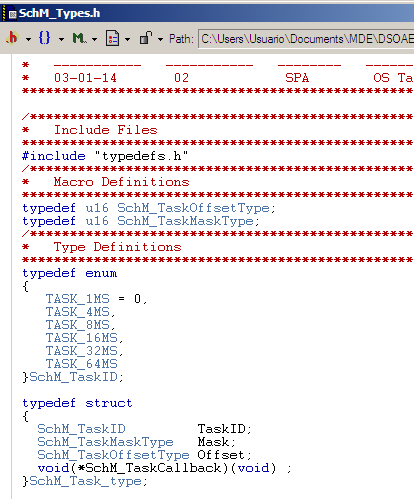 SchM_Types.h
.h {} M.. Path: C:\Users\Usuario\Documents\MDE\DSOAE
* ----------- ----------- -------- ------
* 03-01-14 02 SPA OS Ta
****************************************************
/***************************************************
* Include Files
****************************************************
#include "typedefs.h"
/***************************************************
* Macro Definitions
****************************************************
typedef u16 SchM_TaskOffsetType;
typedef u16 SchM_TaskMaskType;
/***************************************************
* Type Definitions
****************************************************
typedef enum
{
TASK_1MS = 0,
TASK_4MS,
TASK_8MS,
TASK_16MS,
TASK_32MS,
TASK_64MS
}SchM_TaskID;
typedef struct
{
SchM_TaskID TaskID;
SchM_TaskMaskType Mask;
SchM_TaskOffsetType Offset;
void(*SchM_TaskCallback)(void) ;
}SchM_Task_type;